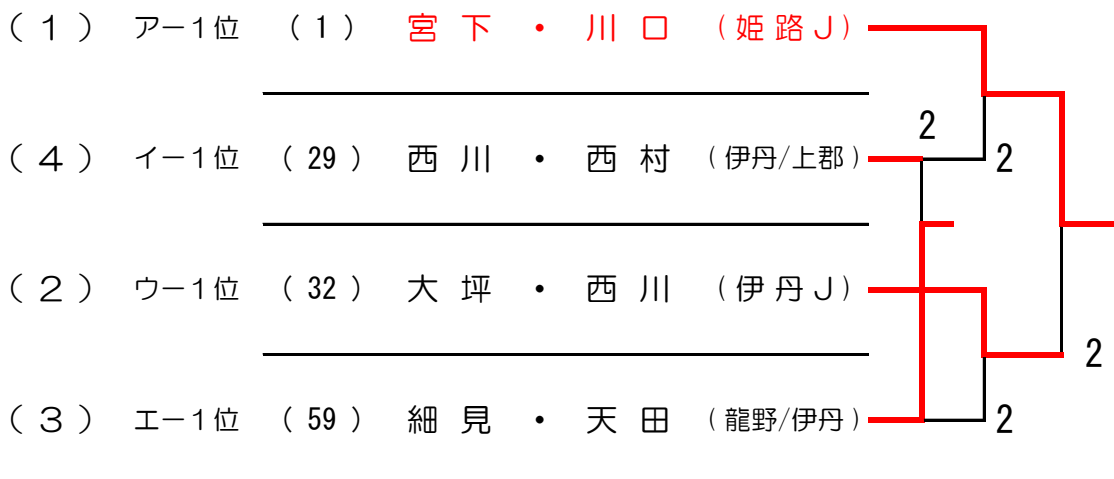 （１） アー１位 （１） 宮下・川口 （姫路Ｊ）
2
（４） イー１位 （29） 西川・西村 （伊丹/上郡） 2
（２） ウー１位 （32） 大坪・西川 （伊丹Ｊ）
2
（３） エー１位 （59） 細見・天田 （龍野/伊丹） 2